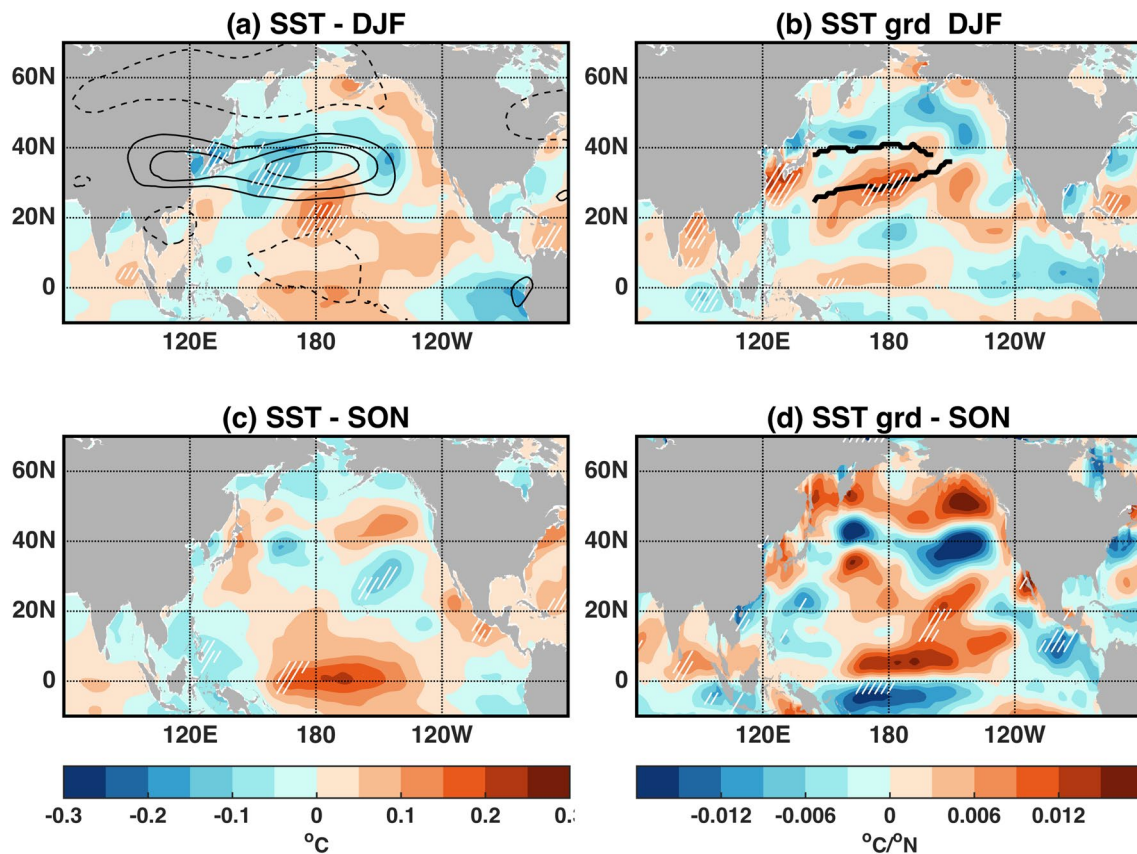 (a) SST - DJF
(b) SST grd DJF
60N
40N
20N
0
120E 180 120W
60N
40N
20N
0
120E 180 120W
(c) SST - SON
(d) SST grd - SON
60N
40N
20N
0
120E 180 120W
60N
40N
20N
0
120E 180 120W
-0.3 -0.2 -0.1 0 0.1 0.2
°C
-0.012 -0.006 0 0.006 0.012
°C/°N